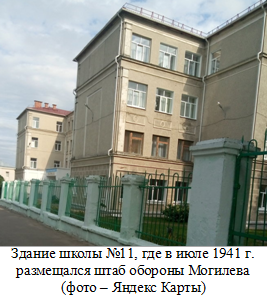 Здание школы №11, где в июле 1941 г.
размещался штаб обороны Могилева
(фото – Яндекс Карты)